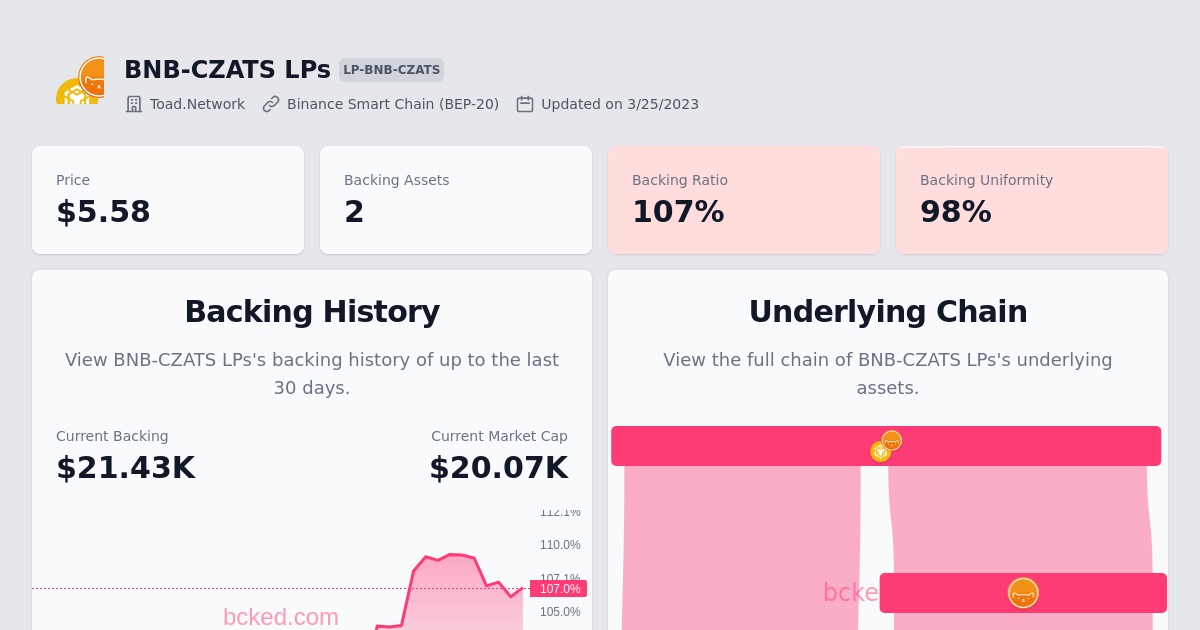 BNB-CZATS LPs LP-BNB-CZATS
Toad.Network Binance Smart Chain (BEP-20) Updated on 3/25/2023
Price
$5.58
Backing Assets
2
Backing Ratio
107%
Backing Uniformity
98%
Backing History
View BNB-CZATS LPs's backing history of up to the last
30 days.
Current Backing
$21.43K
Current Market Cap
$20.07K
112.1%
110.0%
107.1%
107.0%
105.0%
bcked.com
Underlying Chain
View the full chain of BNB-CZATS LPs's underlying
assets.
bcke